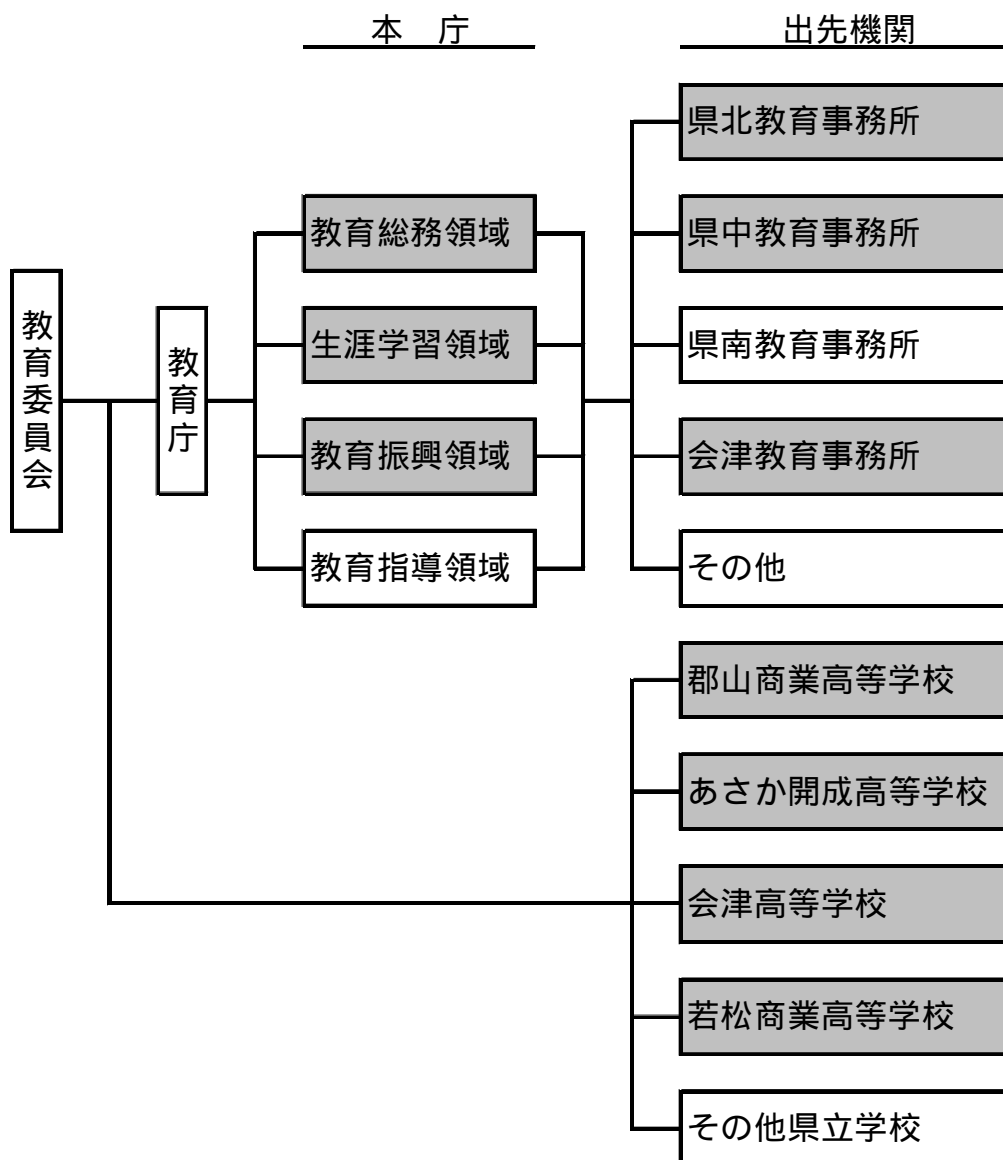 本 庁
出先機関
教育委員会
教育庁
教育総務領域
生涯学習領域
教育振興領域
教育指導領域
県北教育事務所
県中教育事務所
県南教育事務所
会津教育事務所
その他
郡山商業高等学校
あさか開成高等学校
会津高等学校
若松商業高等学校
その他県立学校